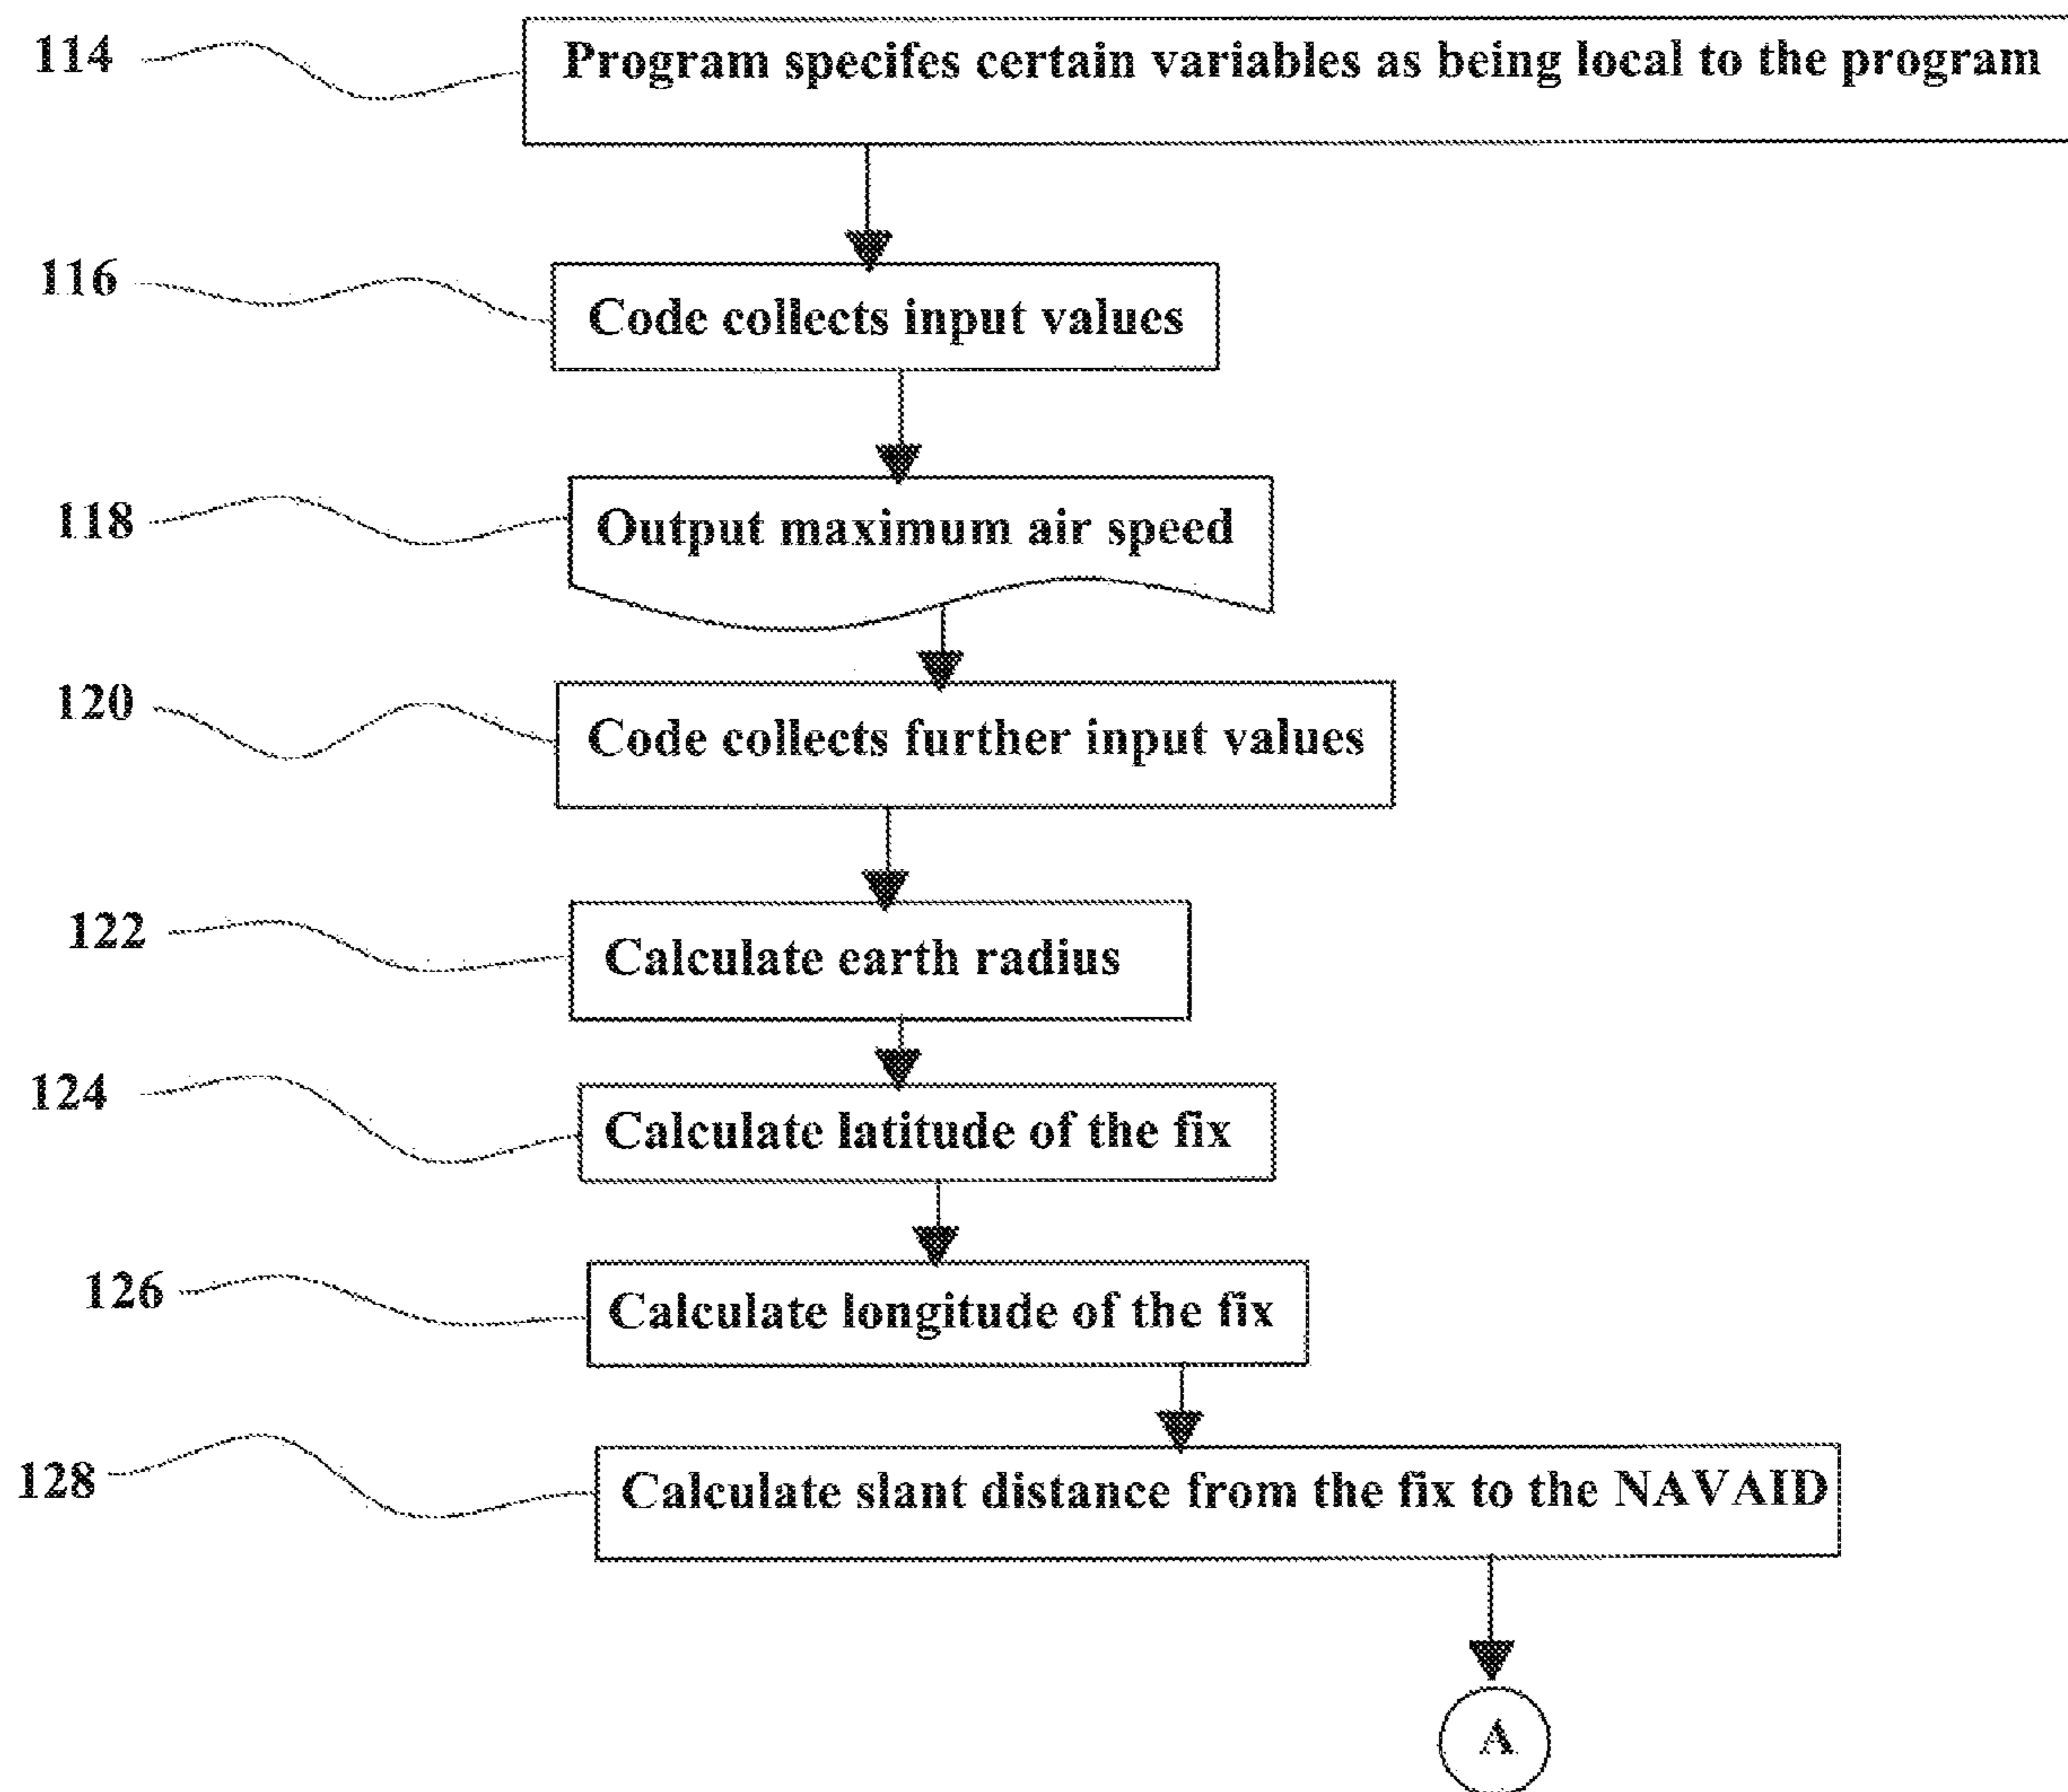 114 Program specifes certain variables as being local to the program
116 Code collects input values
118 Output maximum air speed
120 Code collects further input values
122 Calculate earth radius
124 Calculate latitude of the fix
126 Calculate longitude of the fix
128 Calculate slant distance from the fix to the NAVAID
A